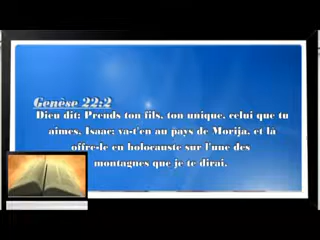 Genèse 22:2
Dieu dit: Prends ton fils, ton unique, celui que tu
aimes, Isaac; va-t'en au pays de Morija, et là
offre-le en holocauste sur l'une des
montagnes que je te dirai.